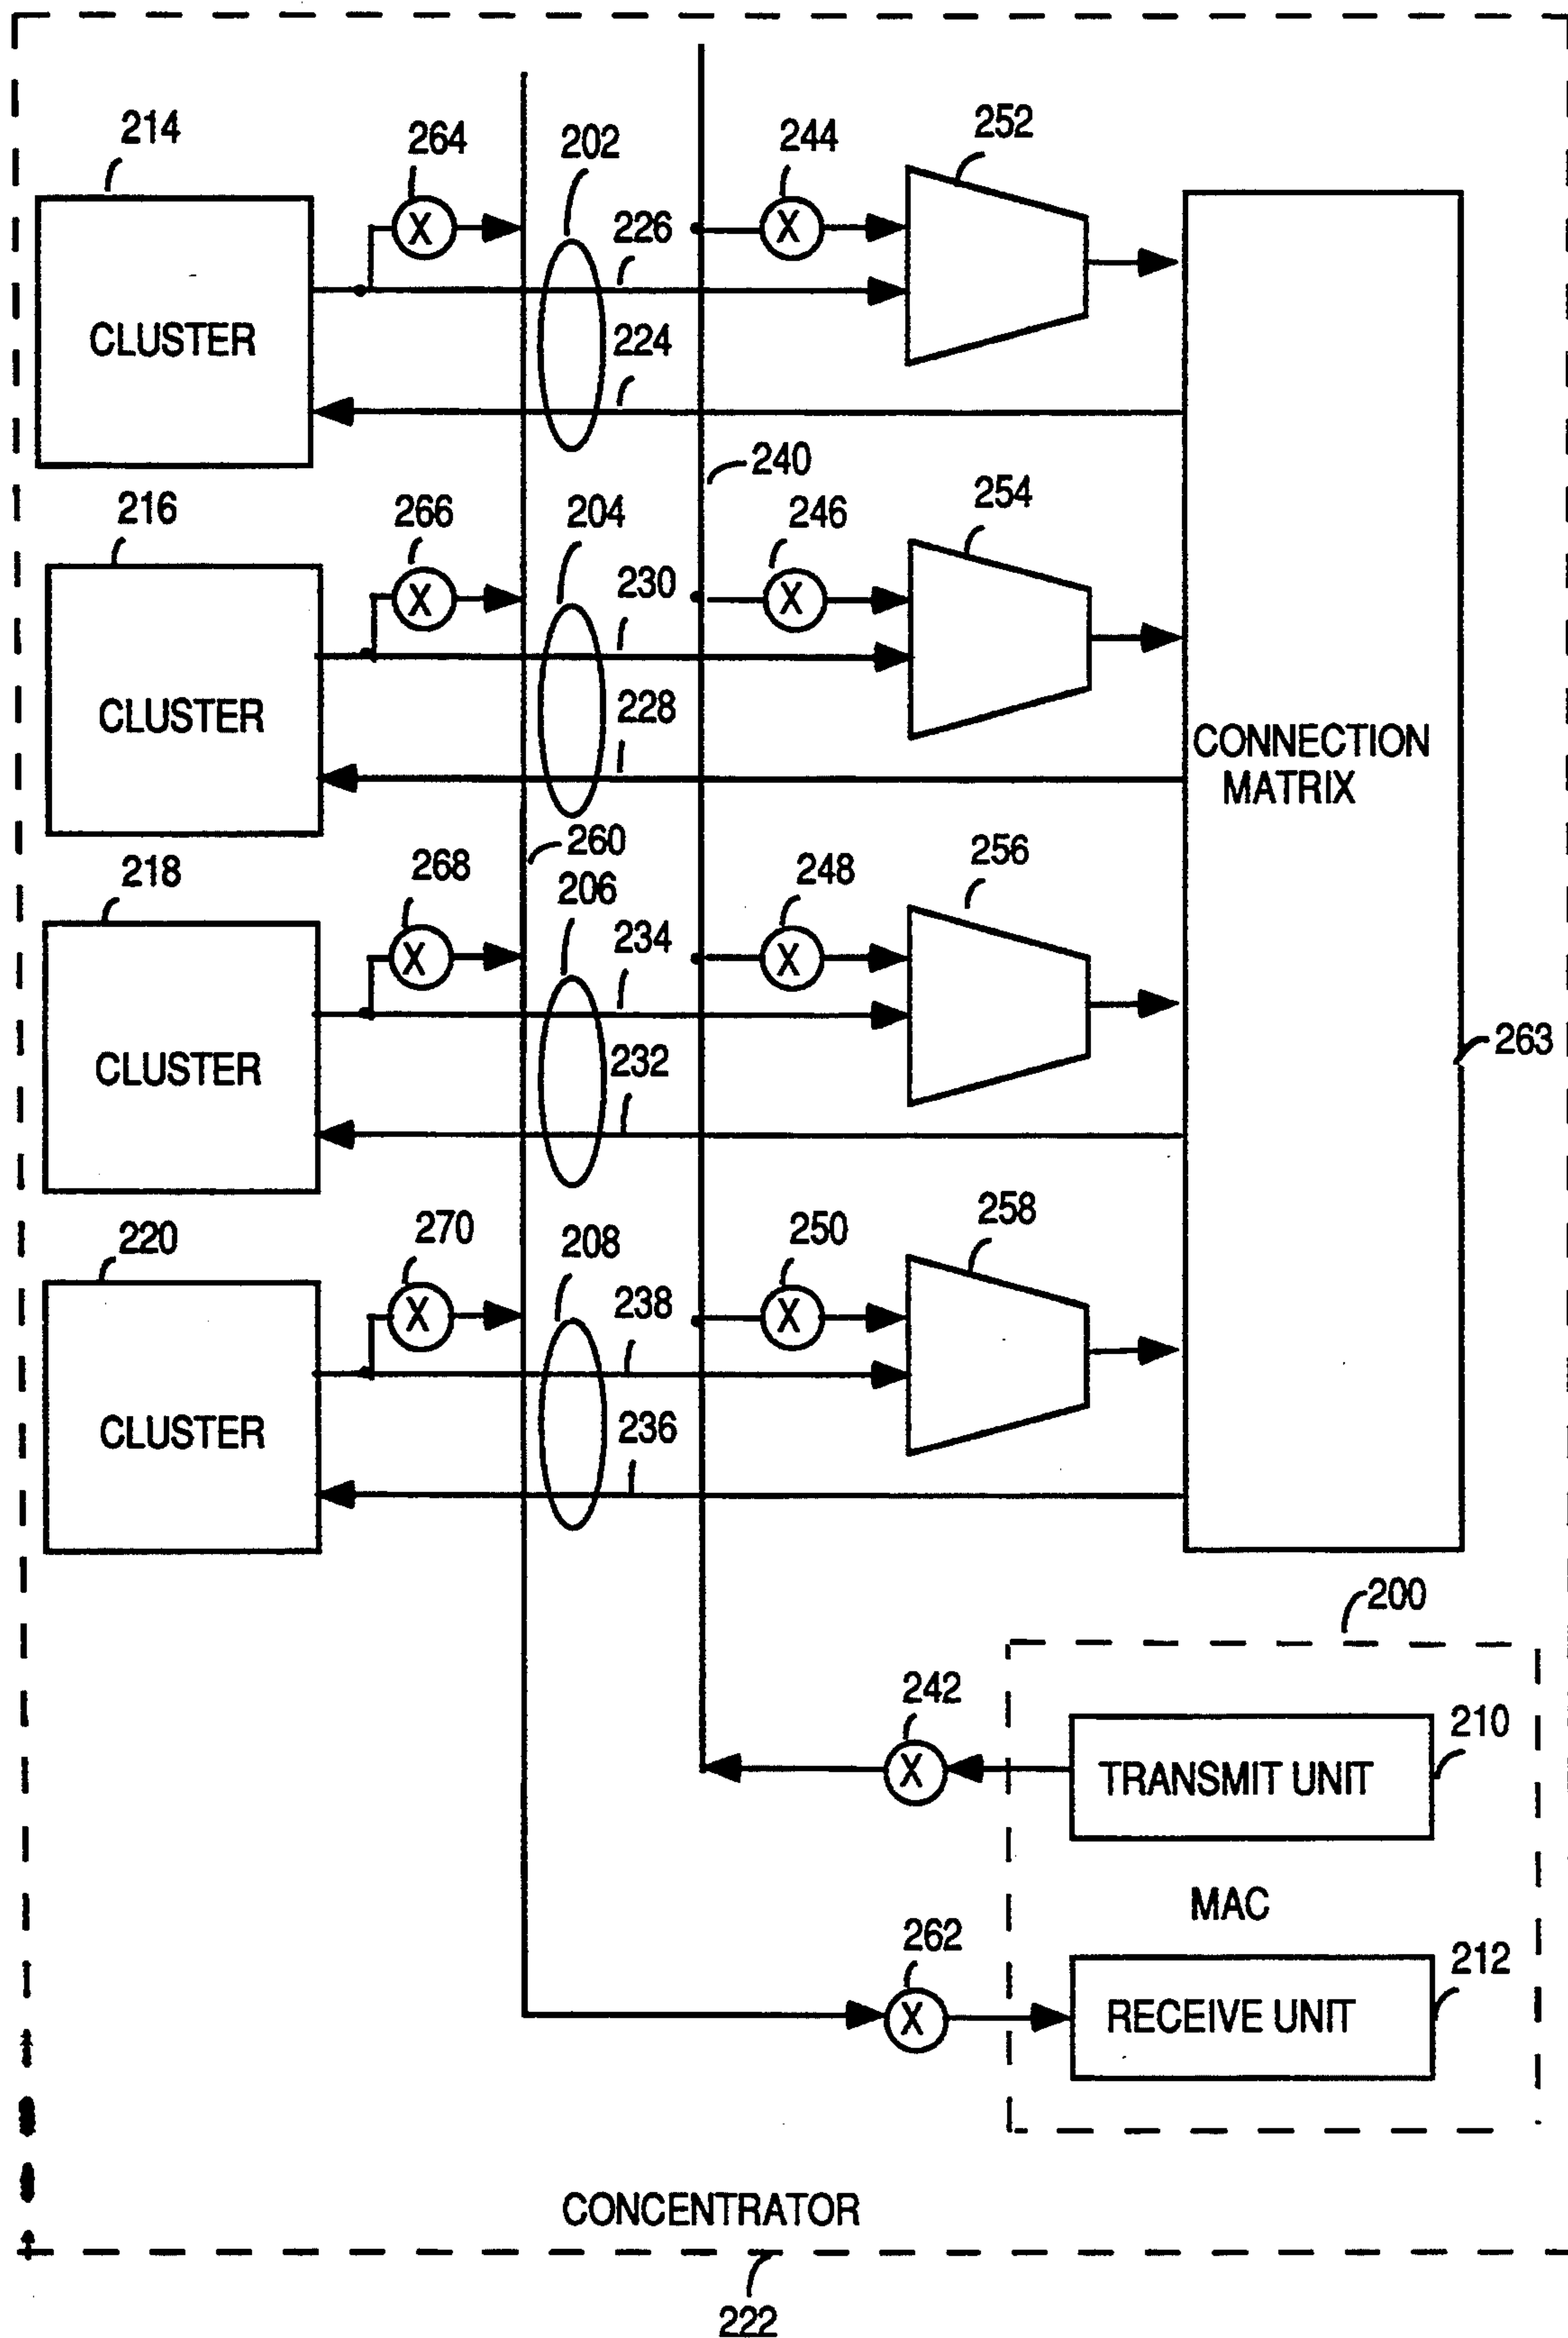 214
264
202
244
252
X
226
X
CLUSTER
224
240
216
266
204
246
254
X
230
X
CLUSTER
228
CONNECTION
MATRIX
260
218
268
206
248
256
X
234
X
CLUSTER
232
263
220
270
208
250
258
X
238
X
CLUSTER
236
200
242
210
X
TRANSMIT UNIT
MAC
262
212
X
RECEIVE UNIT
CONCENTRATOR
222